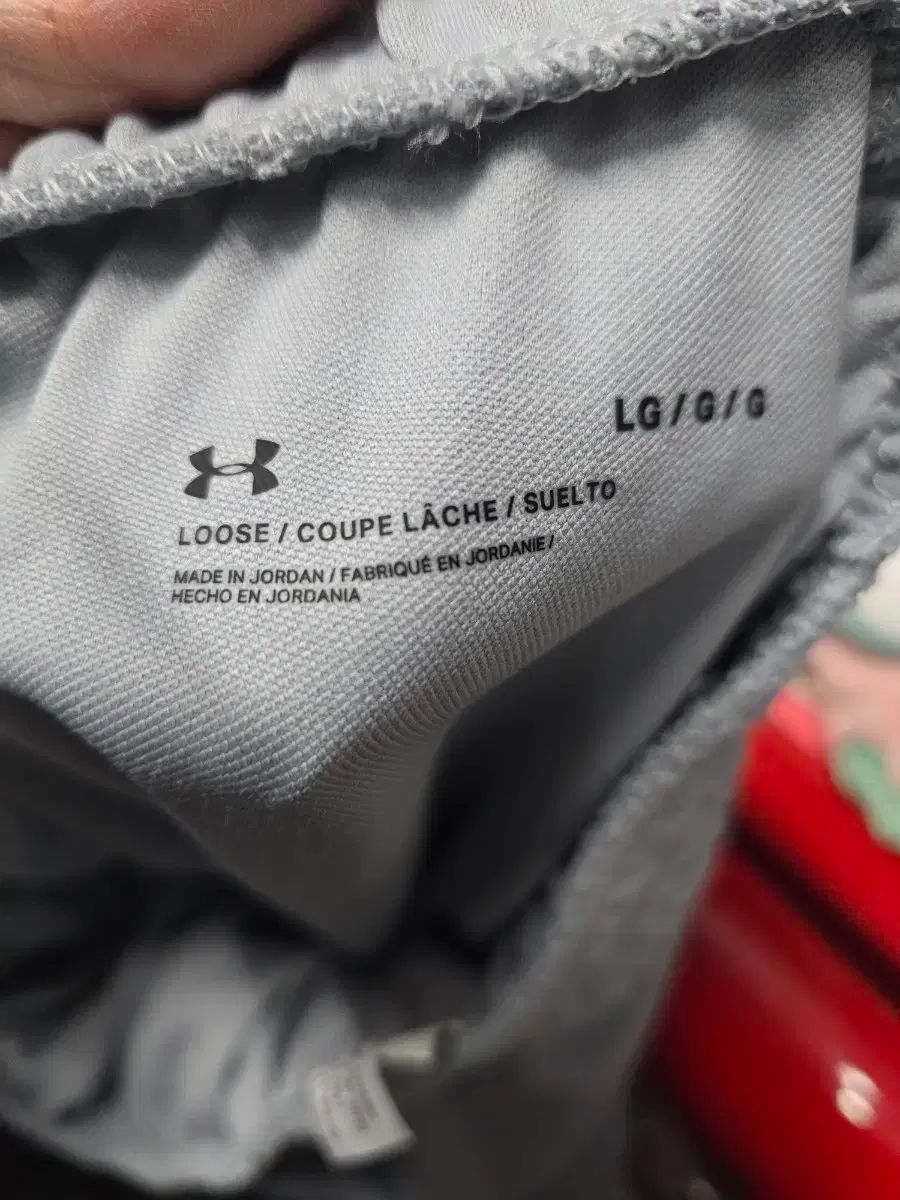 LG / G / G
LOOSE / COUPE LÂCHE / SUELTO
MADE IN JORDAN / FABRIQUÉ EN JORDANIE /
HECHO EN JORDANIA